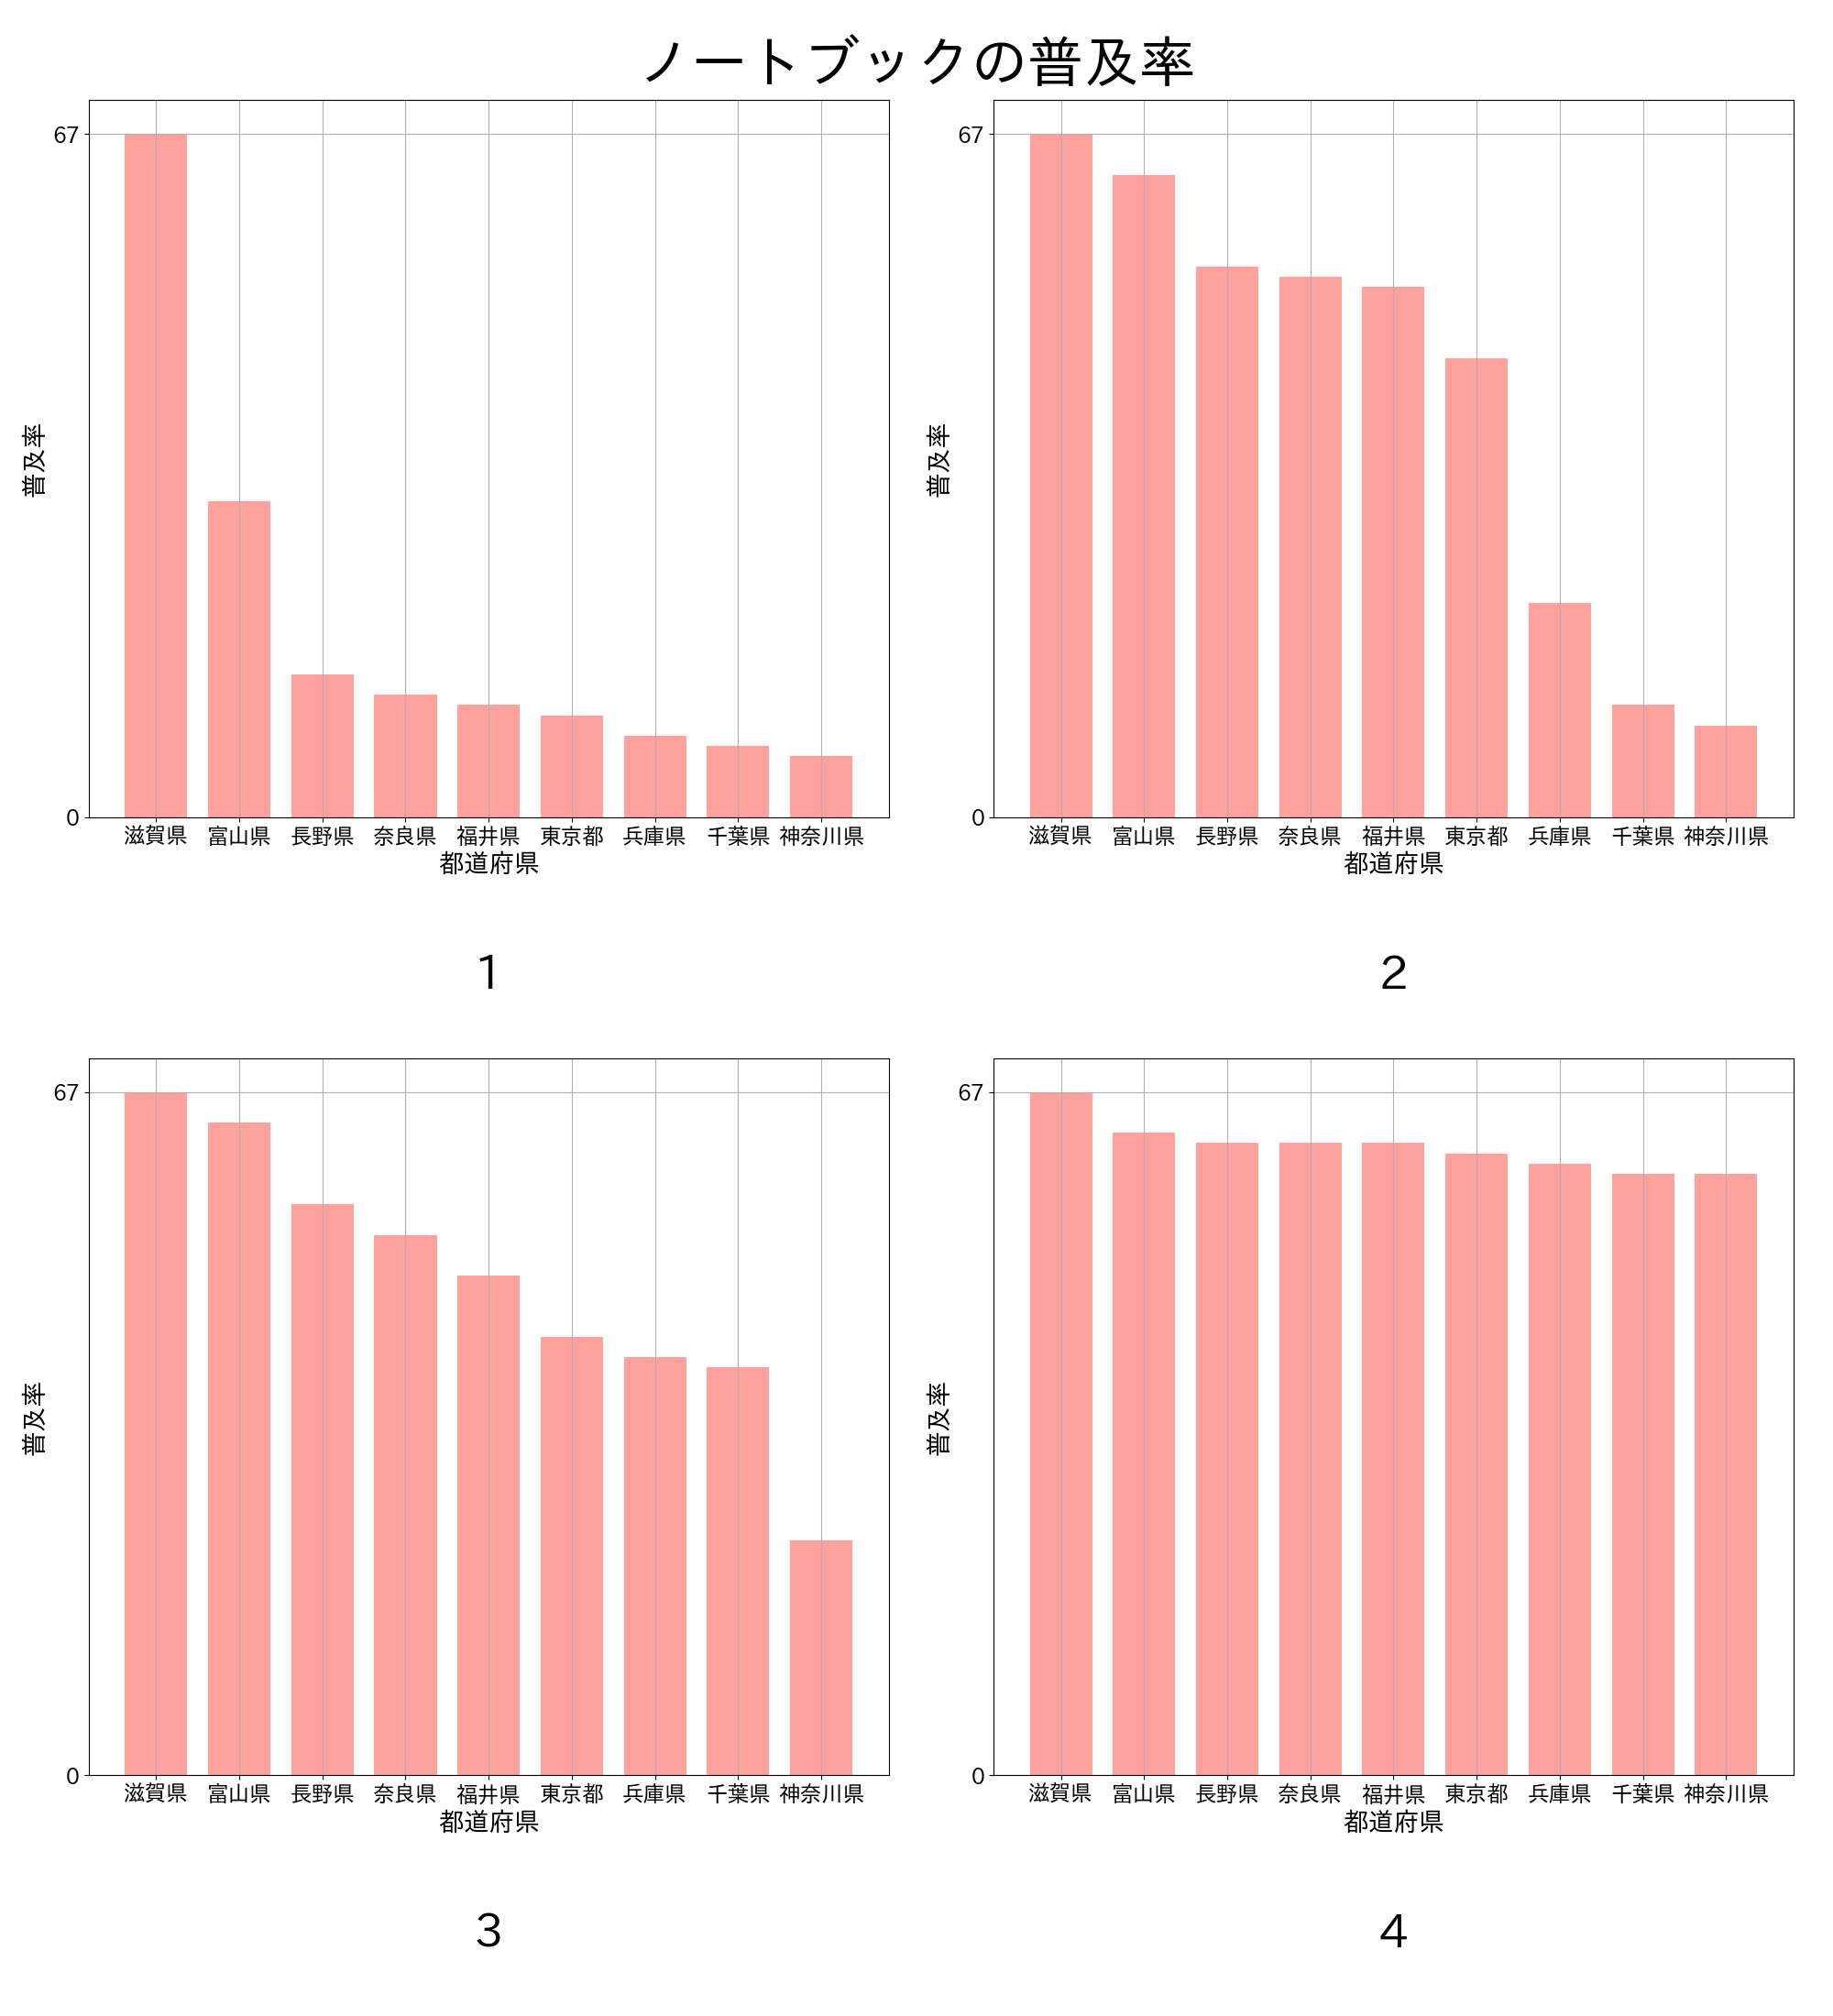 ノートブックの普及率
67
0
普及率
滋賀県 富山県 長野県 奈良県 福井県 東京都 兵庫県 千葉県 神奈川県
都道府県
1
67
0
普及率
滋賀県 富山県 長野県 奈良県 福井県 東京都 兵庫県 千葉県 神奈川県
都道府県
2
67
0
普及率
滋賀県 富山県 長野県 奈良県 福井県 東京都 兵庫県 千葉県 神奈川県
都道府県
3
67
0
普及率
滋賀県 富山県 長野県 奈良県 福井県 東京都 兵庫県 千葉県 神奈川県
都道府県
4